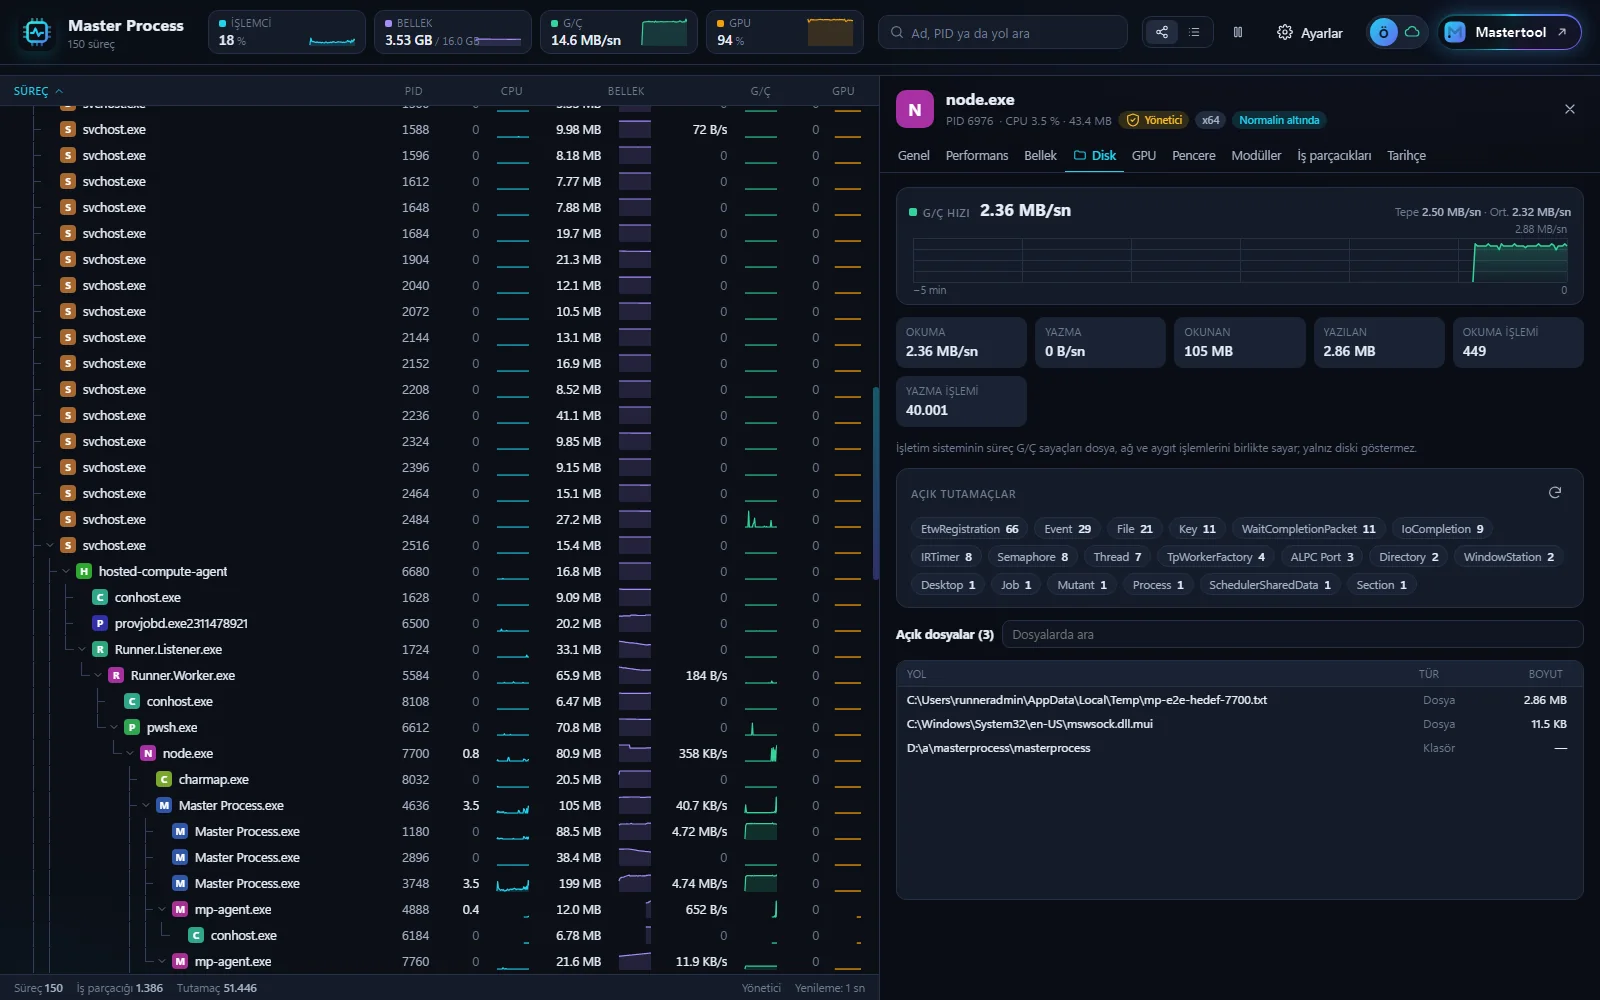 Master Process
150 süreç
İŞLEMCİ
18 %
BELLEK
3.53 GB / 16.0 GB
G/Ç
14.6 MB/sn
GPU
94 %
Ad, PID ya da yol ara
Ayarlar
ö
Mastertool ↗
SÜREÇ PID CPU BELLEK G/Ç GPU
S svchost.exe 1588 0 9.98 MB 72 B/s 0
S svchost.exe 1596 0 8.18 MB 0 0
S svchost.exe 1612 0 7.77 MB 0 0
S svchost.exe 1648 0 7.88 MB 0 0
S svchost.exe 1684 0 19.7 MB 0 0
S svchost.exe 1904 0 21.3 MB 0 0
S svchost.exe 2040 0 12.1 MB 0 0
S svchost.exe 2072 0 10.5 MB 0 0
S svchost.exe 2144 0 13.1 MB 0 0
S svchost.exe 2152 0 16.9 MB 0 0
S svchost.exe 2208 0 8.52 MB 0 0
S svchost.exe 2236 0 41.1 MB 0 0
S svchost.exe 2324 0 9.85 MB 0 0
S svchost.exe 2396 0 9.15 MB 0 0
S svchost.exe 2464 0 15.1 MB 0 0
S svchost.exe 2484 0 27.2 MB 0 0
S svchost.exe 2516 0 15.4 MB 0 0
H hosted-compute-agent 6680 0 16.8 MB 0 0
C conhost.exe 1628 0 9.09 MB 0 0
P provjobd.exe2311478921 6500 0 20.2 MB 0 0
R Runner.Listener.exe 1724 0 33.1 MB 0 0
R Runner.Worker.exe 5584 0 65.9 MB 184 B/s 0
C conhost.exe 8108 0 6.47 MB 0 0
P pwsh.exe 6612 0 70.8 MB 0 0
N node.exe 7700 0.8 80.9 MB 358 KB/s 0
C charmap.exe 8032 0 20.5 MB 0 0
M Master Process.exe 4636 3.5 105 MB 40.7 KB/s 0
M Master Process.exe 1180 0 88.5 MB 4.72 MB/s 0
M Master Process.exe 2896 0 38.4 MB 0 0
M Master Process.exe 3748 3.5 199 MB 4.74 MB/s 0
M mp-agent.exe 4888 0.4 12.0 MB 652 B/s 0
C conhost.exe 6184 0 6.78 MB 0 0
M mp-agent.exe 7760 0 21.6 MB 11.9 KB/s 0
Süreç 150 İş parçacığı 1.386 Tutamaç 51.446 Yönetici Yenileme: 1 sn
N
node.exe
PID 6976 · CPU 3.5 % · 43.4 MB Yönetici x64 Normalin altında
Genel Performans Bellek Disk GPU Pencere Modüller İş parçacıkları Tarihçe
G/Ç HIZI 2.36 MB/sn
Tepe 2.50 MB/sn · Ort. 2.32 MB/sn
2.88 MB/sn
−5 min 0
OKUMA
2.36 MB/sn
YAZMA
0 B/sn
OKUNAN
105 MB
YAZILAN
2.86 MB
OKUMA İŞLEMİ
449
YAZMA İŞLEMİ
40.001
İşletim sisteminin süreç G/Ç sayaçları dosya, ağ ve aygıt işlemlerini birlikte sayar; yalnız diski göstermez.
AÇIK TUTAMAÇLAR
EtwRegistration 66 Event 29 File 21 Key 11 WaitCompletionPacket 11 IoCompletion 9
IRTimer 8 Semaphore 8 Thread 7 TpWorkerFactory 4 ALPC Port 3 Directory 2 WindowStation 2
Desktop 1 Job 1 Mutant 1 Process 1 SchedulerSharedData 1 Section 1
Açık dosyalar (3) Dosyalarda ara
YOL TÜR BOYUT
C:\Users\runneradmin\AppData\Local\Temp\mp-e2e-hedef-7700.txt Dosya 2.86 MB
C:\Windows\System32\en-US\mswsock.dll.mui Dosya 11.5 KB
D:\a\masterprocess\masterprocess Klasör —